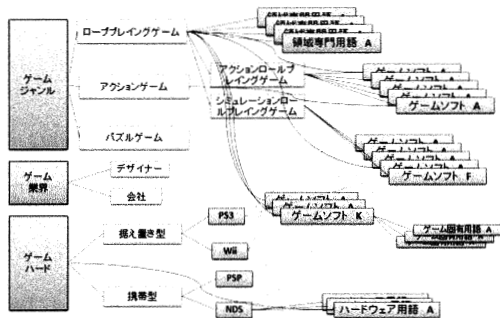 ゲーム
ジャンル
ロープブレイングゲーム
アクションゲーム
パズルゲーム
アクションロールプ
レイングゲーム
シミュレーションロー
ルプレイングゲーム
領域専門用語 A
ゲームソフト A
ゲームソフト F
ゲームソフト K
ゲーム固有用語 A
ゲーム
業界
デザイナー
会社
ゲーム
ハード
据え置き型
携帯型
PS3
Wii
PSP
NDS
ハードウェア用語 A